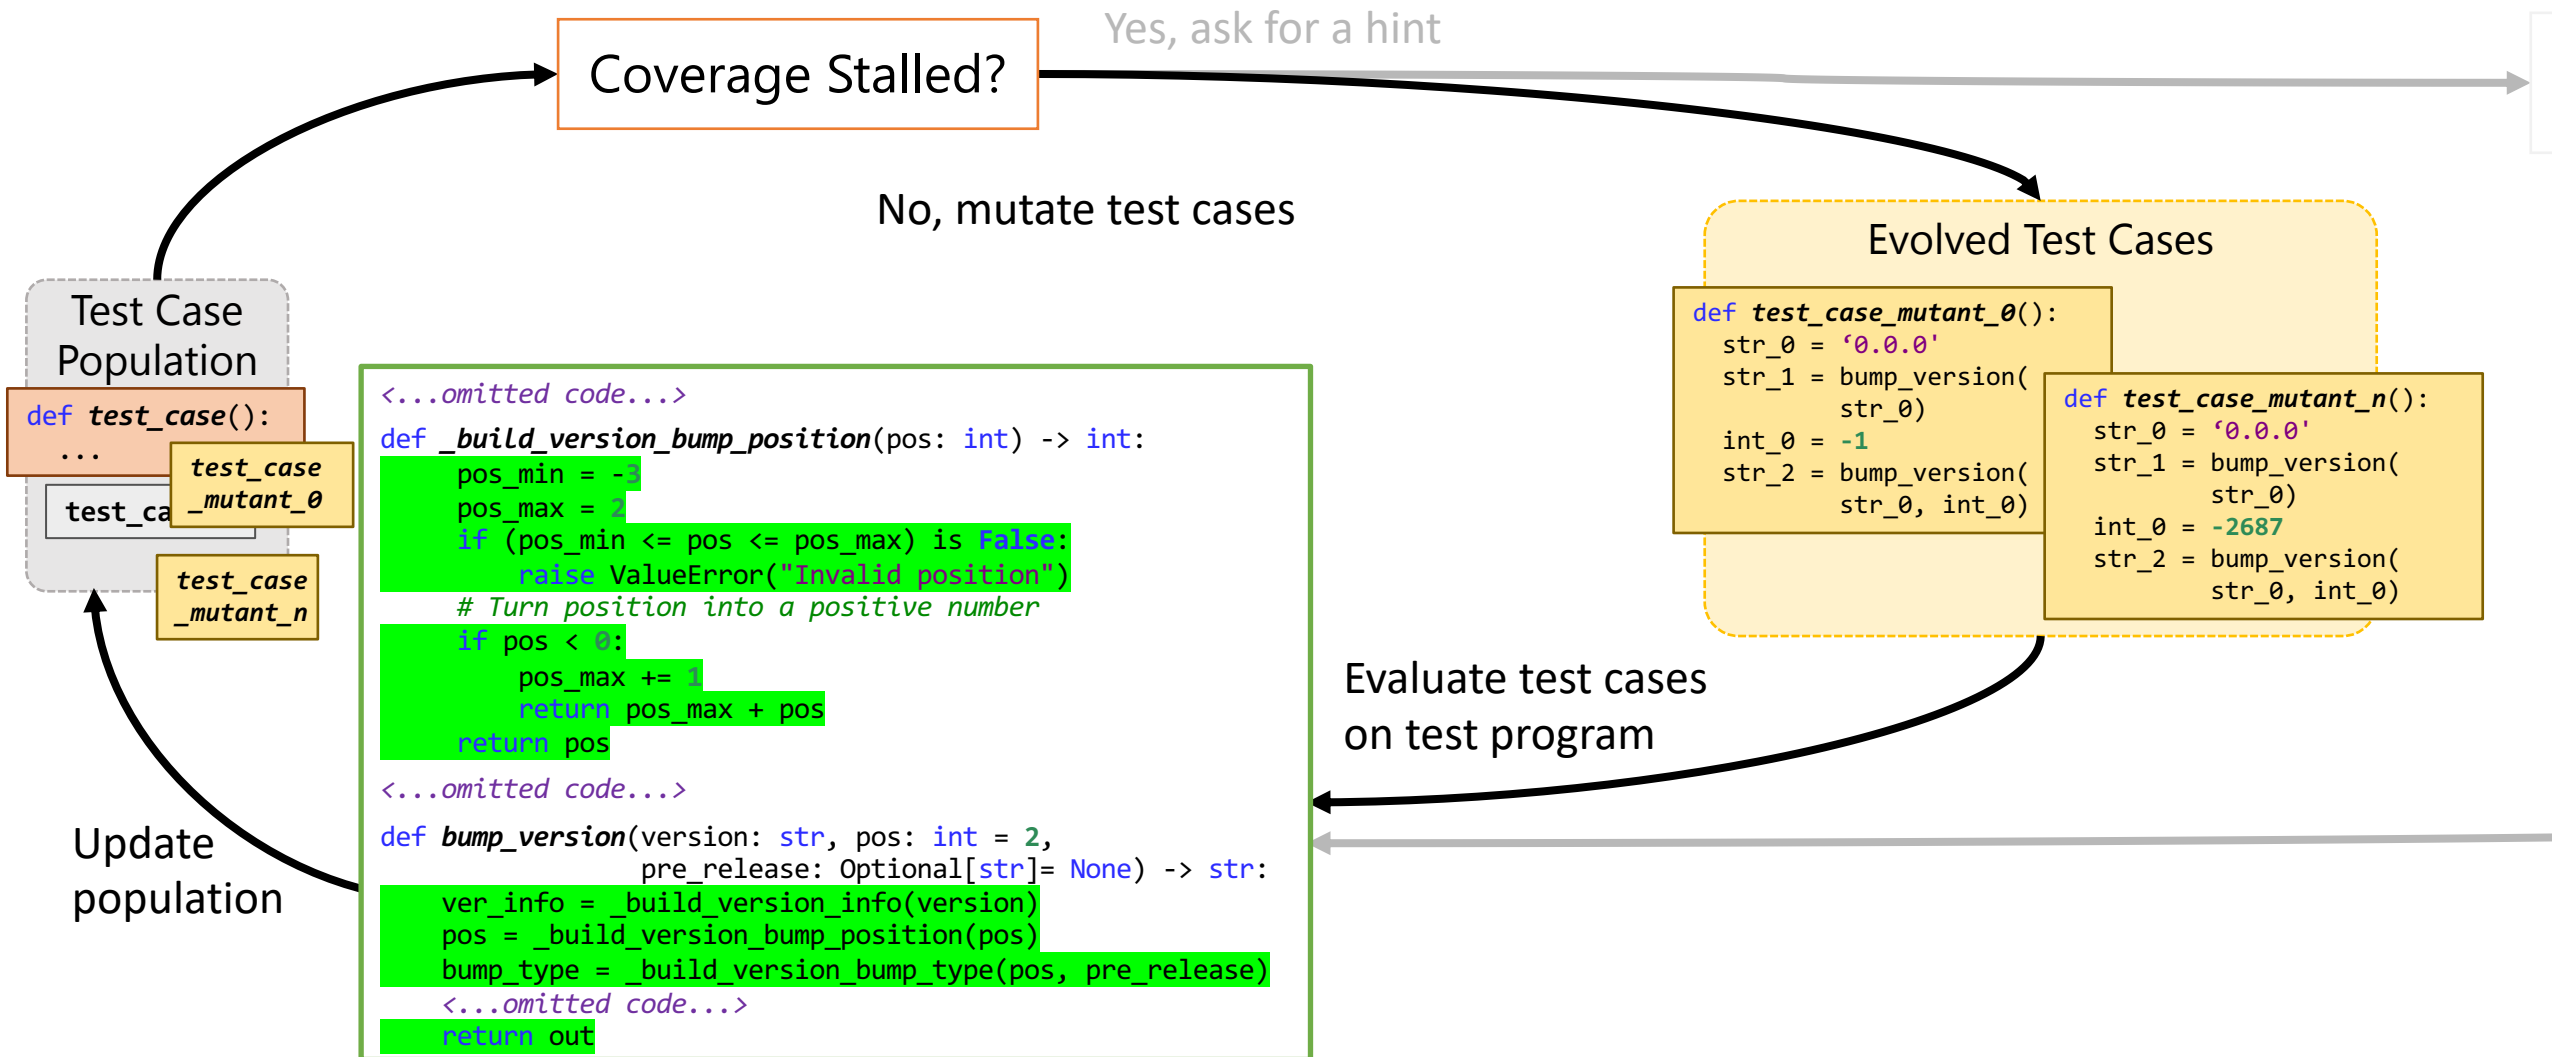 Yes, ask for a hint
Coverage Stalled?
No, mutate test cases
Evolved Test Cases
def test_case_mutant_0():
str_0 = ‘0.0.0'
str_1 = bump_version(
str_0)
int_0 = -1
str_2 = bump_version(
str_0, int_0)
def test_case_mutant_n():
str_0 = ‘0.0.0'
str_1 = bump_version(
str_0)
int_0 = -2687
str_2 = bump_version(
str_0, int_0)
Test Case
Population
def test_case():
...
test_case
_mutant_0
test_ca
test_case
_mutant_n
<...omitted code...>
def _build_version_bump_position(pos: int) -> int:
pos_min = -3
pos_max = 2
if (pos_min <= pos <= pos_max) is False:
raise ValueError("Invalid position")
# Turn position into a positive number
if pos < 0:
pos_max += 1
return pos_max + pos
return pos
<...omitted code...>
def bump_version(version: str, pos: int = 2,
pre_release: Optional[str]= None) -> str:
ver_info = _build_version_info(version)
pos = _build_version_bump_position(pos)
bump_type = _build_version_bump_type(pos, pre_release)
<...omitted code...>
return out
Evaluate test cases
on test program
Update
population